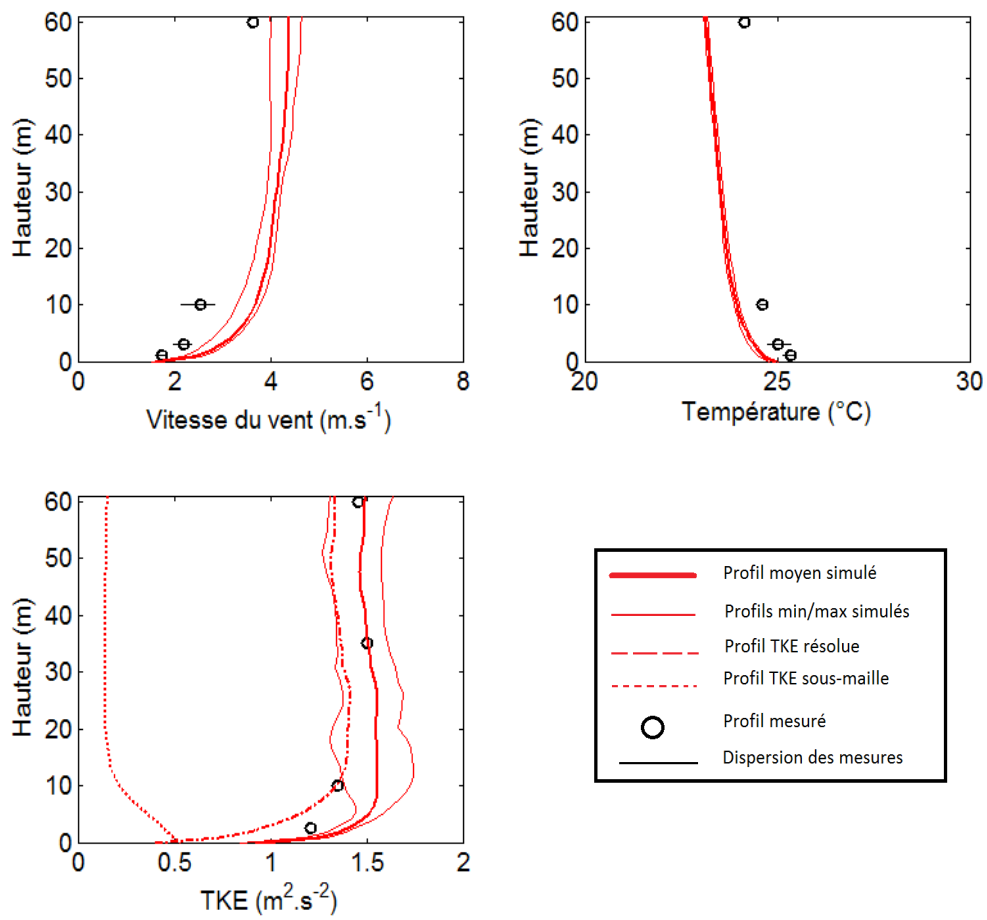 60
50
40
30
20
10
0
Hauteur (m)
0 2 4 6 8
Vitesse du vent (m.s⁻¹)
60
50
40
30
20
10
0
Hauteur (m)
20 25 30
Température (°C)
60
50
40
30
20
10
0
Hauteur (m)
0 0.5 1 1.5 2
TKE (m².s⁻²)
Profil moyen simulé
Profils min/max simulés
Profil TKE résolue
Profil TKE sous-maille
Profil mesuré
Dispersion des mesures